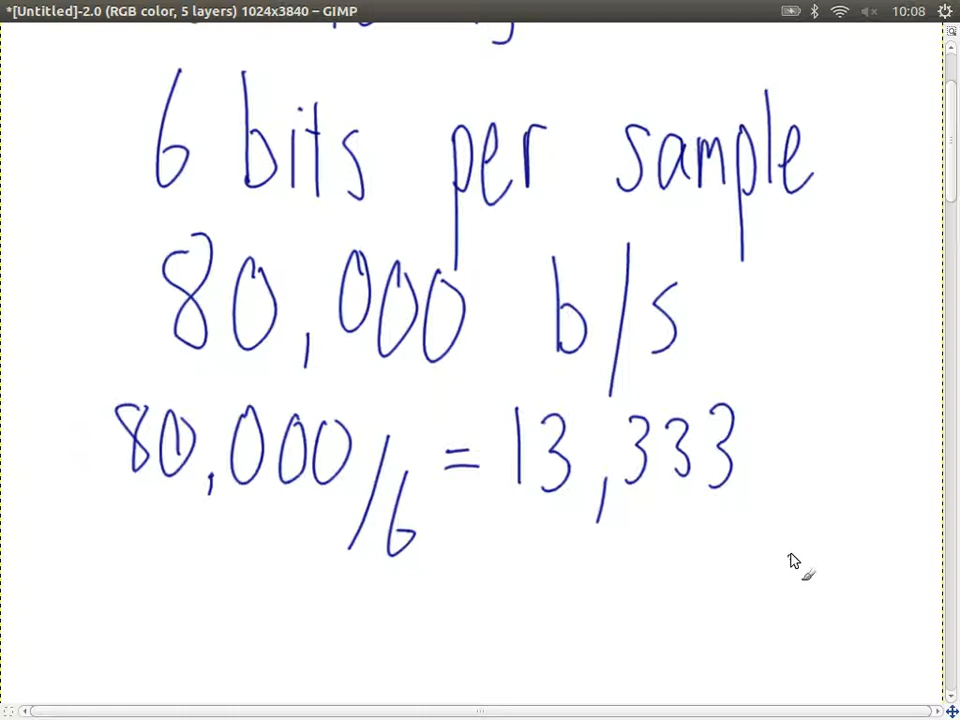 *[Untitled]-2.0 (RGB color, 5 layers) 1024x3840 – GIMP
10:08
6 bits per sample
80,000 b/s
80,000/6 = 13,333